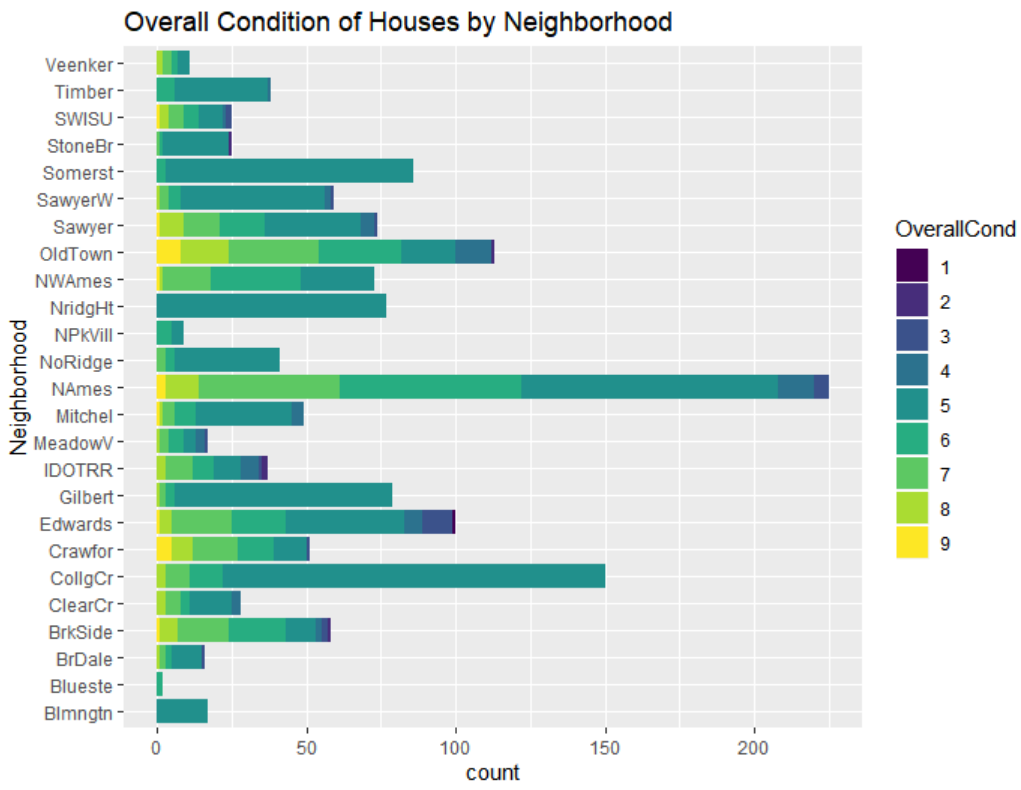 Overall Condition of Houses by Neighborhood
Neighborhood
Veenker
Timber
SWISU
StoneBr
Somerst
SawyerW
Sawyer
OldTown
NWAmes
NridgHt
NPkVill
NoRidge
NAmes
Mitchel
MeadowV
IDOTRR
Gilbert
Edwards
Crawfor
CollgCr
ClearCr
BrkSide
BrDale
Blueste
Blmngtn
0 50 100 150 200
count
OverallCond
1
2
3
4
5
6
7
8
9